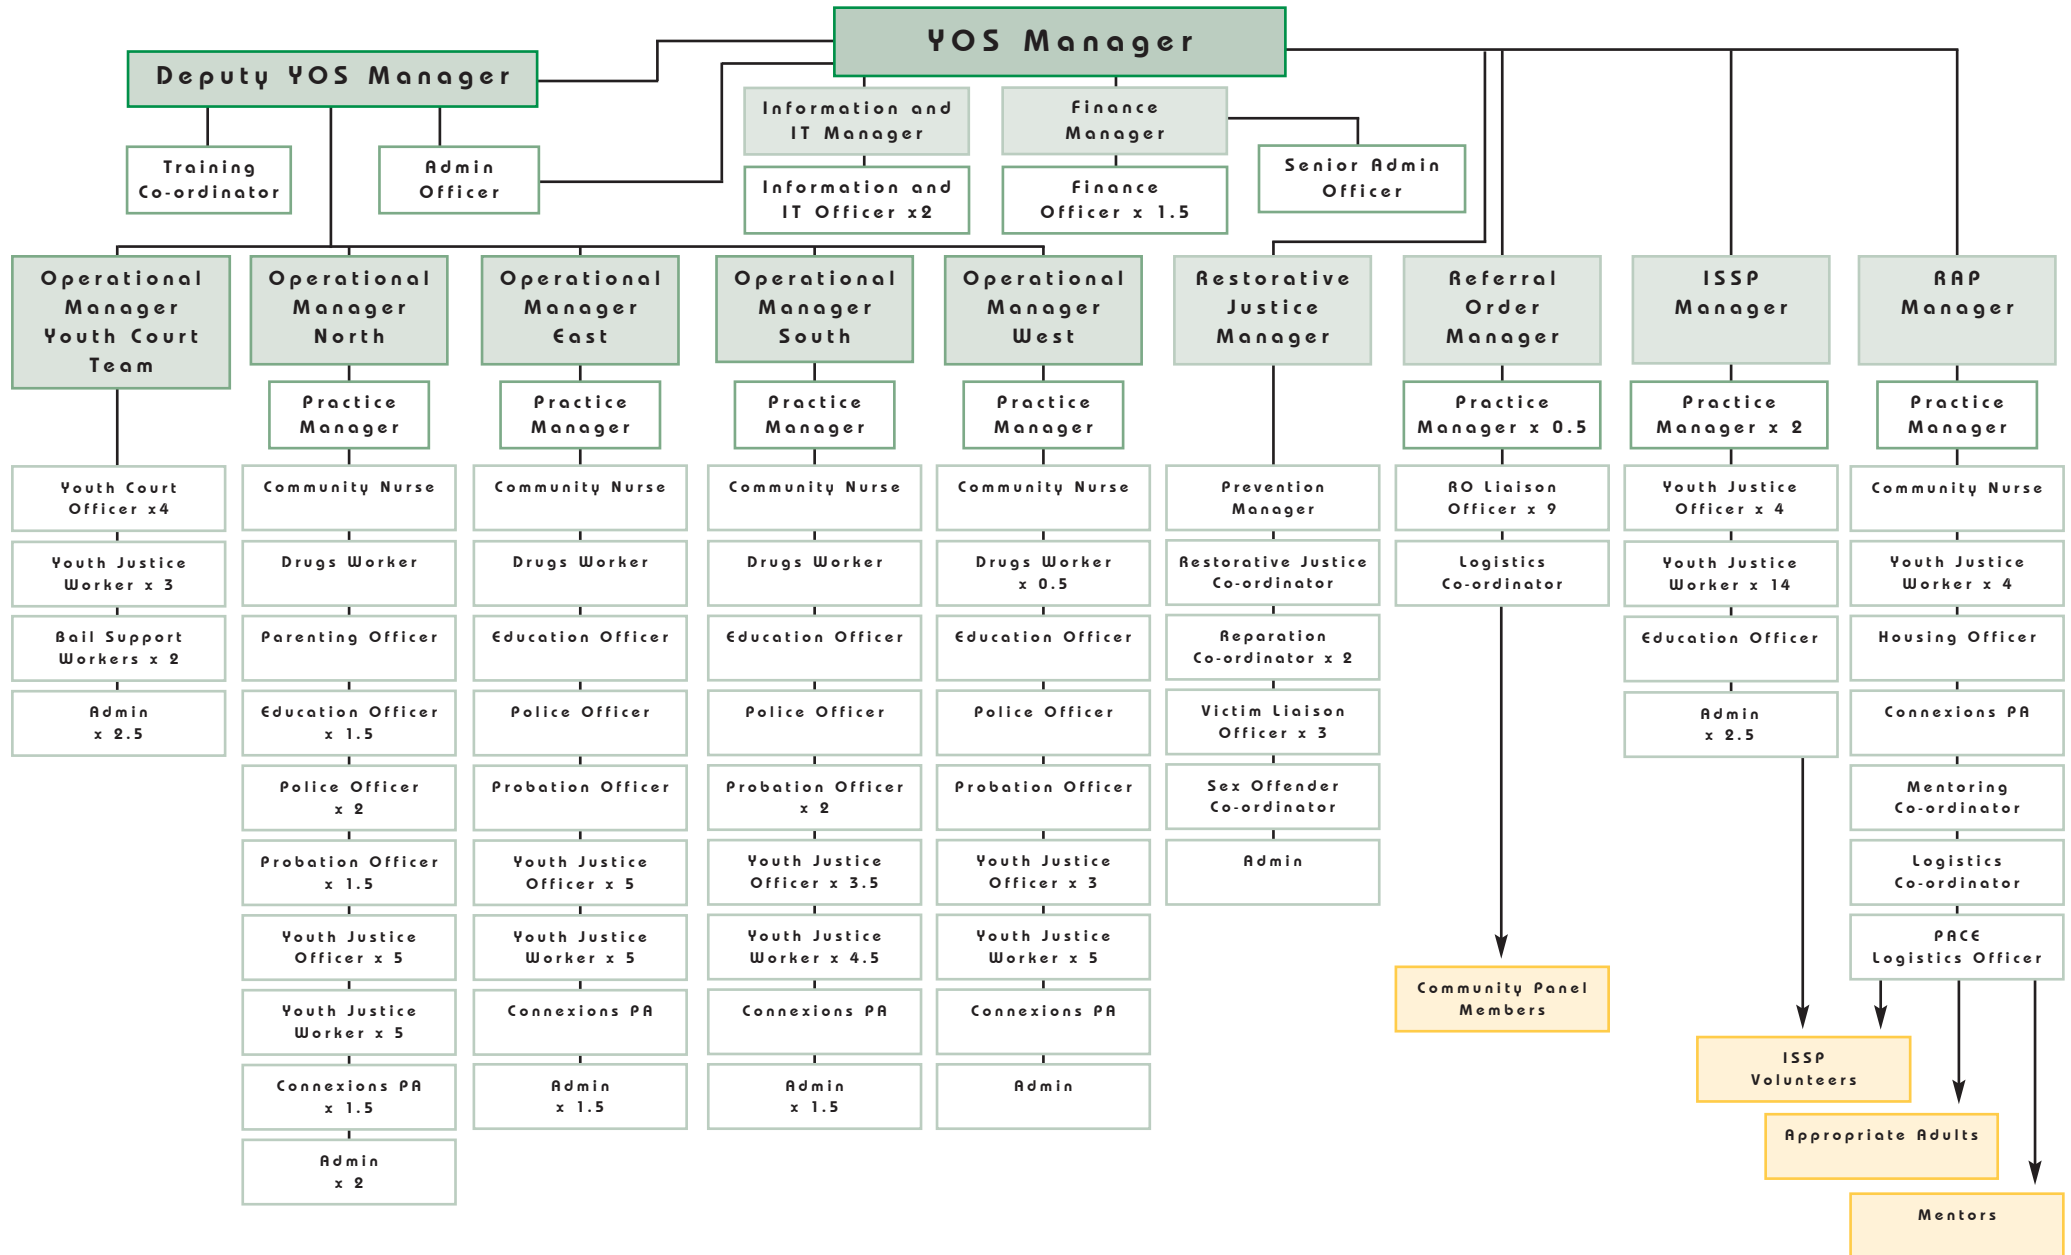 YOS Manager
Deputy YOS Manager
Information and
IT Manager
Finance
Manager
Training
Co-ordinator
Admin
Officer
Information and
IT Officer x2
Finance
Officer x 1.5
Senior Admin
Officer
Operational
Manager
Youth Court
Team
Youth Court
Officer x4
Youth Justice
Worker x 3
Bail Support
Workers x 2
Admin
x 2.5
Operational
Manager
North
Practice
Manager
Community Nurse
Drugs Worker
Parenting Officer
Education Officer
x 1.5
Police Officer
x 2
Probation Officer
x 1.5
Youth Justice
Officer x 5
Youth Justice
Worker x 5
Connexions PA
x 1.5
Admin
x 2
Operational
Manager
East
Practice
Manager
Community Nurse
Drugs Worker
Education Officer
Police Officer
Probation Officer
Youth Justice
Officer x 5
Youth Justice
Worker x 5
Connexions PA
Admin
x 1.5
Operational
Manager
South
Practice
Manager
Community Nurse
Drugs Worker
Education Officer
Police Officer
Probation Officer
x 2
Youth Justice
Officer x 3.5
Youth Justice
Worker x 4.5
Connexions PA
Admin
x 1.5
Operational
Manager
West
Practice
Manager
Community Nurse
Drugs Worker
x 0.5
Education Officer
Police Officer
Probation Officer
Youth Justice
Officer x 3
Youth Justice
Worker x 5
Connexions PA
Admin
Restorative
Justice
Manager
Prevention
Manager
Restorative Justice
Co-ordinator
Reparation
Co-ordinator x 2
Victim Liaison
Officer x 3
Sex Offender
Co-ordinator
Admin
Referral
Order
Manager
Practice
Manager x 0.5
RO Liaison
Officer x 9
Logistics
Co-ordinator
Community Panel
Members
ISSP
Manager
Practice
Manager x 2
Youth Justice
Officer x 4
Youth Justice
Worker x 14
Education Officer
Admin
x 2.5
RAP
Manager
Practice
Manager
Community Nurse
Youth Justice
Worker x 4
Housing Officer
Connexions PA
Mentoring
Co-ordinator
Logistics
Co-ordinator
PACE
Logistics Officer
ISSP
Volunteers
Appropriate Adults
Mentors